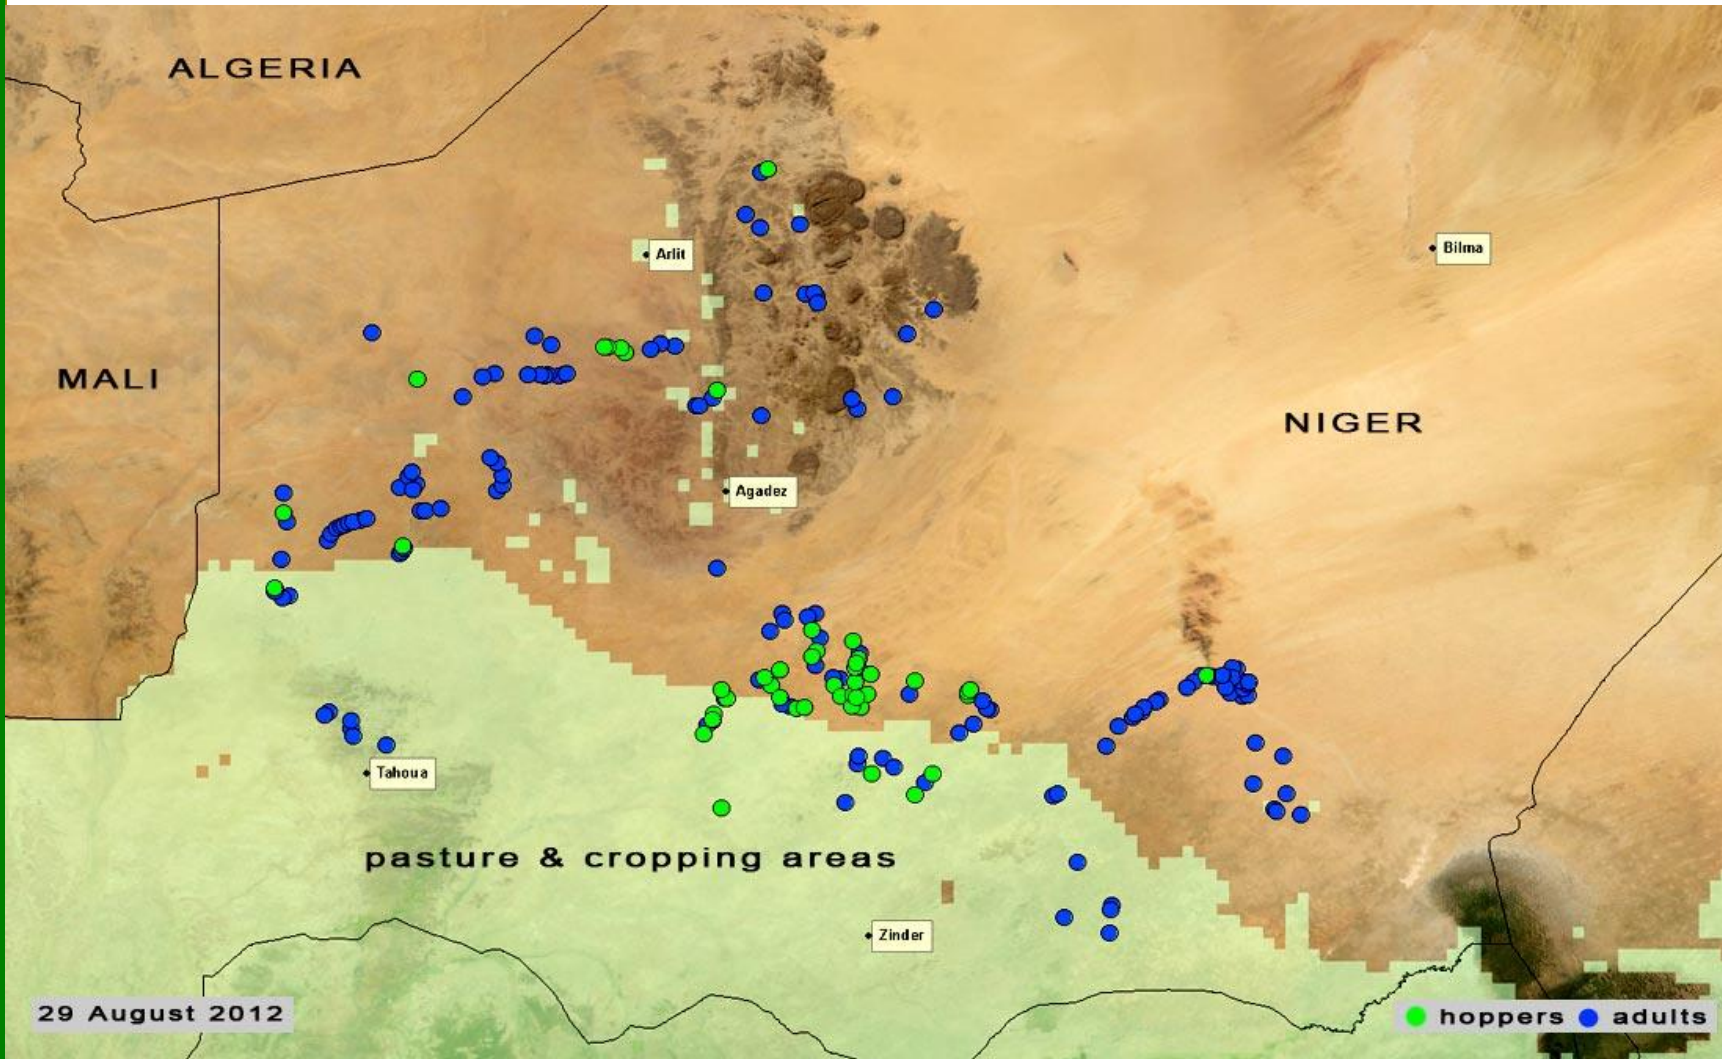 ALGERIA
Arlit
Bilma
MALI
NIGER
Agadez
Tahoua
pasture & cropping areas
Zinder
29 August 2012
hoppers adults